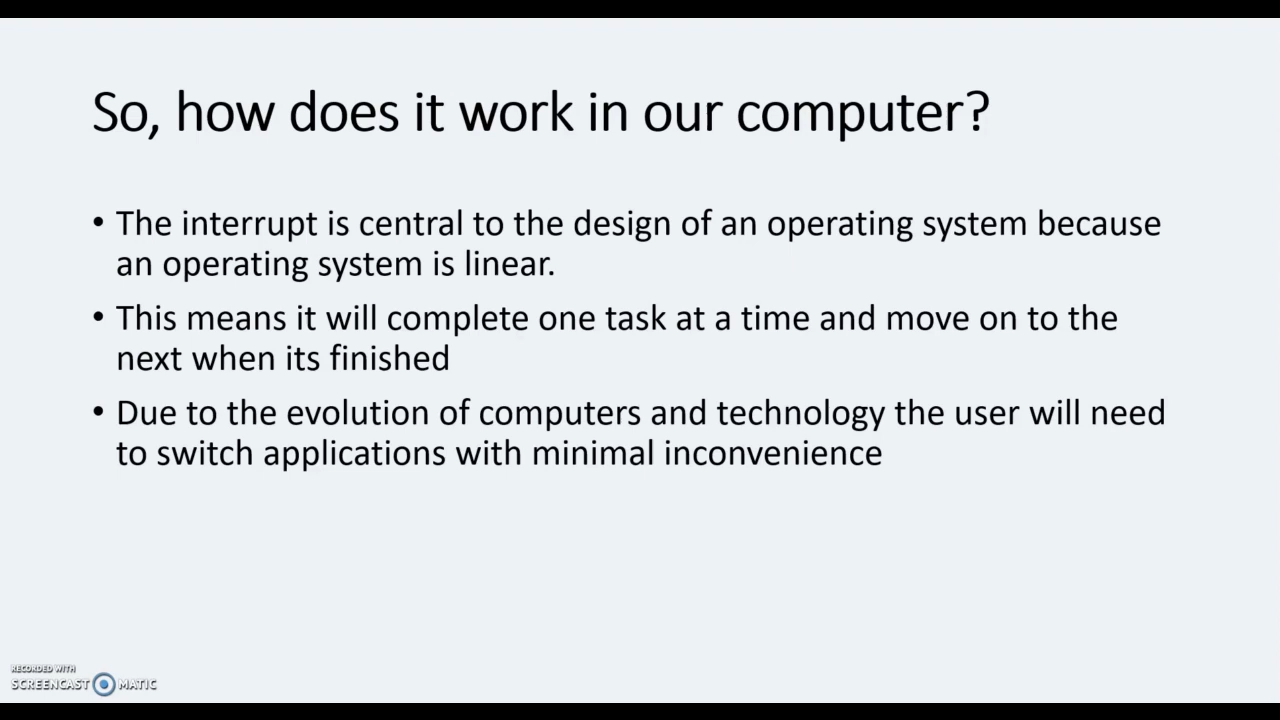 So, how does it work in our computer?
• The interrupt is central to the design of an operating system because
an operating system is linear.
• This means it will complete one task at a time and move on to the
next when its finished
• Due to the evolution of computers and technology the user will need
to switch applications with minimal inconvenience
RECORDED WITH
SCREENCAST MATIC